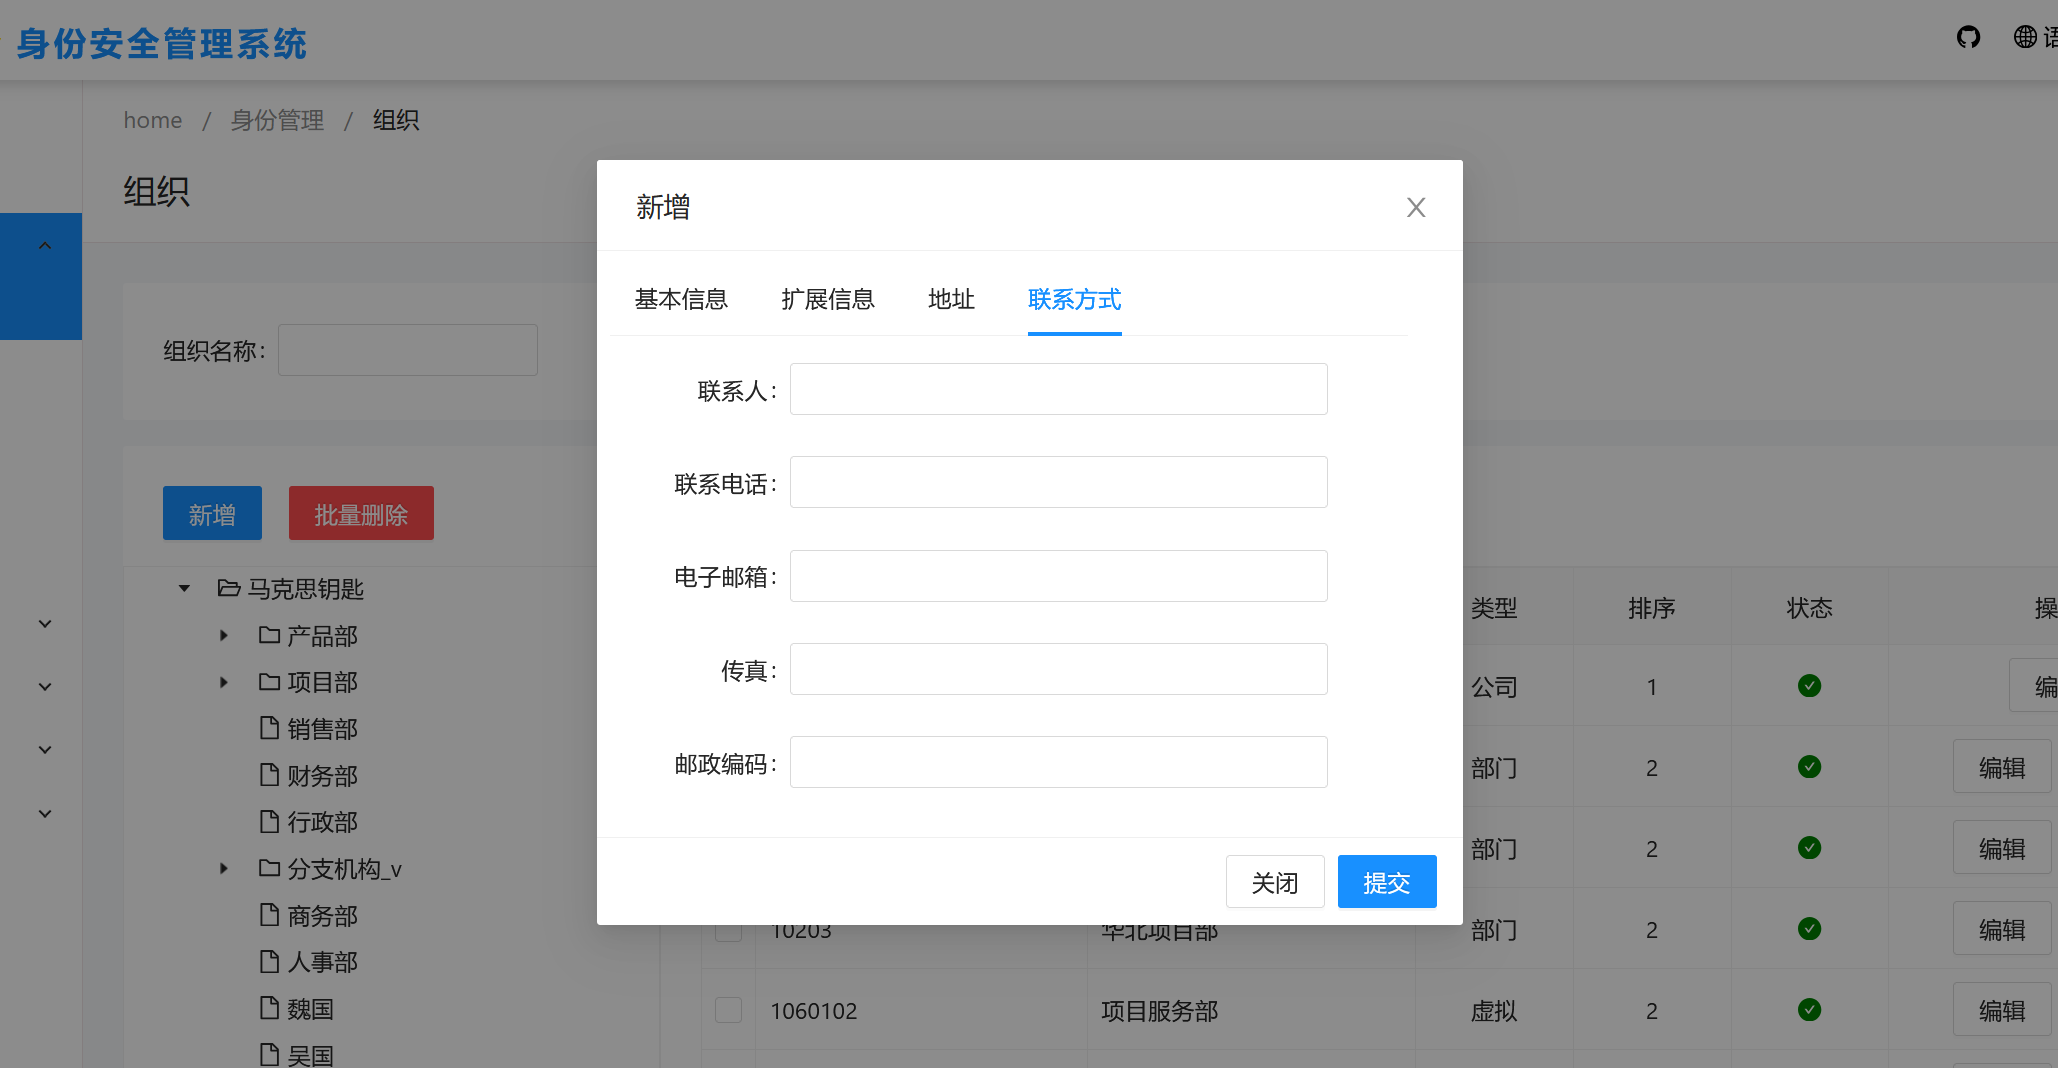 身份安全管理系统
语
home / 身份管理 / 组织
组织
新增
基本信息 扩展信息 地址 联系方式
组织名称:
联系人:
联系电话:
电子邮箱:
传真:
邮政编码:
关闭 提交
新增 批量删除
马克思钥匙
产品部
项目部
销售部
财务部
行政部
分支机构_v
商务部
人事部
魏国
吴国
类型 排序 状态 操
公司 1 编
部门 2 编辑
部门 2 编辑
10203 华北项目部 部门 2 编辑
1060102 项目服务部 虚拟 2 编辑